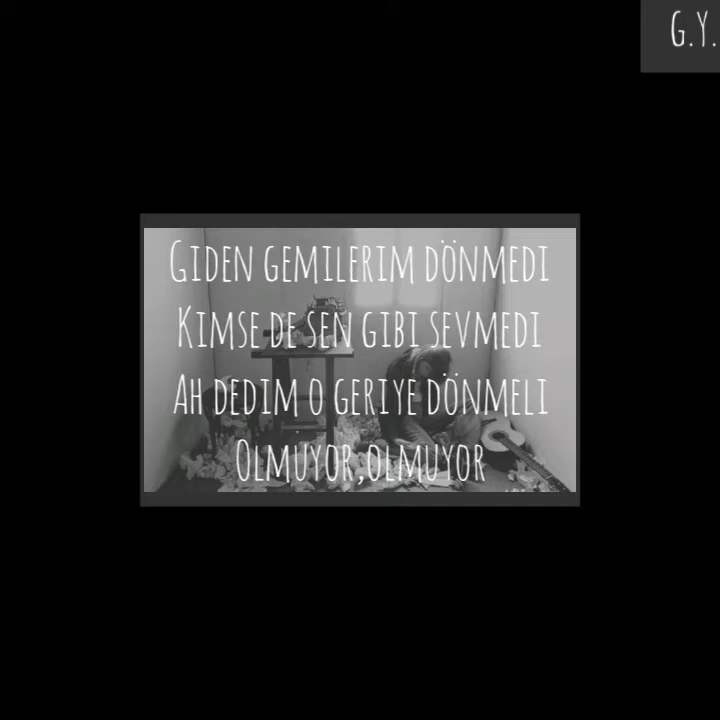 G.Y.
Giden gemilerim dönmedi
Kimse de sen gibi sevmedi
Ah dedim o geriye dönmeli
Olmuyor,olmuyor